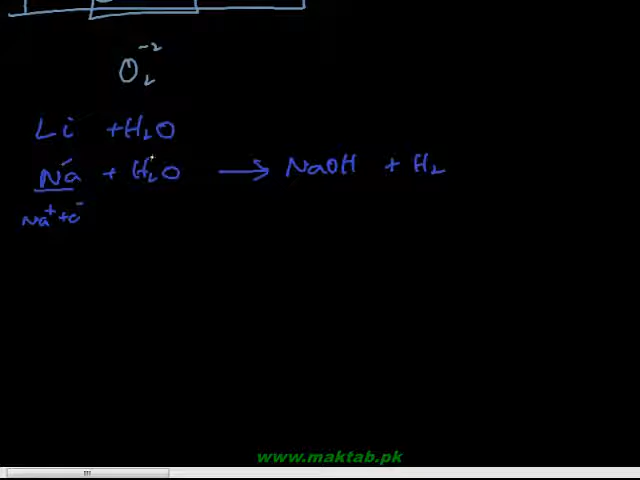 O₂⁻²
Li + H₂O
Na + H₂O → NaOH + H₂
Na⁺ + e⁻
www.maktab.pk